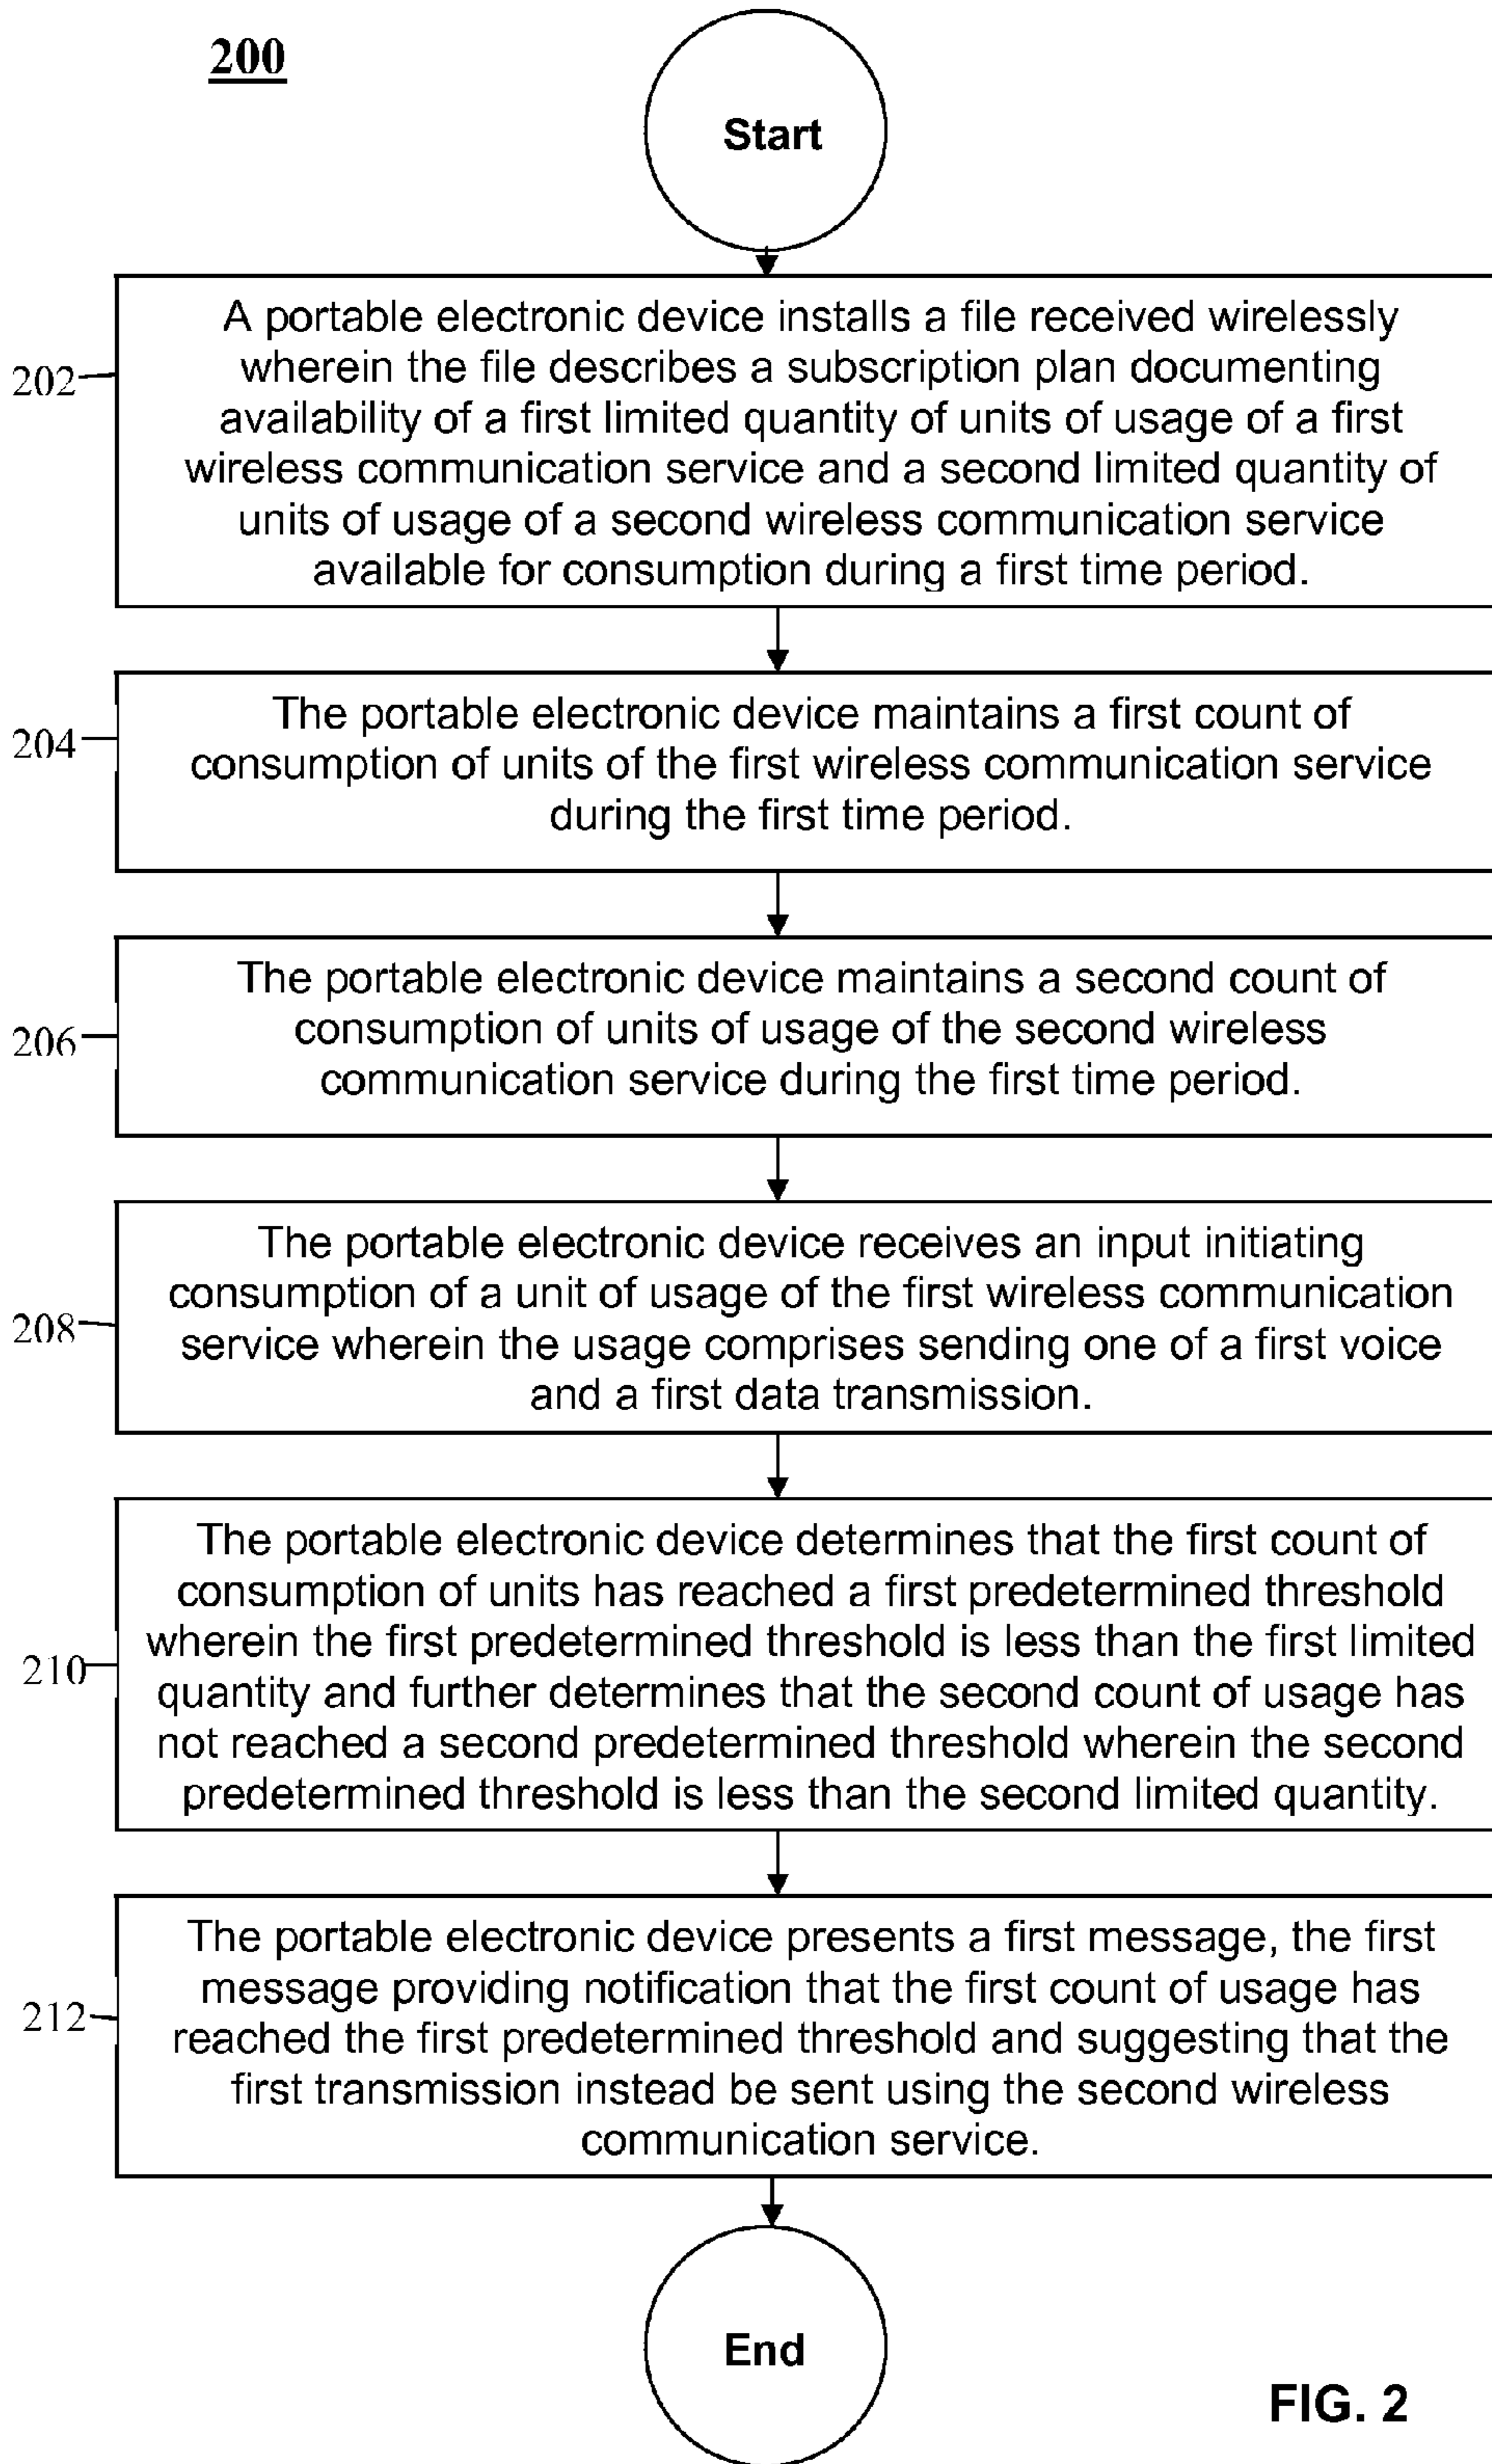 200
Start
A portable electronic device installs a file received wirelessly
wherein the file describes a subscription plan documenting
availability of a first limited quantity of units of usage of a first
wireless communication service and a second limited quantity of
units of usage of a second wireless communication service
available for consumption during a first time period.
202
The portable electronic device maintains a first count of
consumption of units of the first wireless communication service
during the first time period.
204
The portable electronic device maintains a second count of
consumption of units of usage of the second wireless
communication service during the first time period.
206
The portable electronic device receives an input initiating
consumption of a unit of usage of the first wireless communication
service wherein the usage comprises sending one of a first voice
and a first data transmission.
208
The portable electronic device determines that the first count of
consumption of units has reached a first predetermined threshold
wherein the first predetermined threshold is less than the first limited
quantity and further determines that the second count of usage has
not reached a second predetermined threshold wherein the second
predetermined threshold is less than the second limited quantity.
210
The portable electronic device presents a first message, the first
message providing notification that the first count of usage has
reached the first predetermined threshold and suggesting that the
first transmission instead be sent using the second wireless
communication service.
212
End
FIG. 2